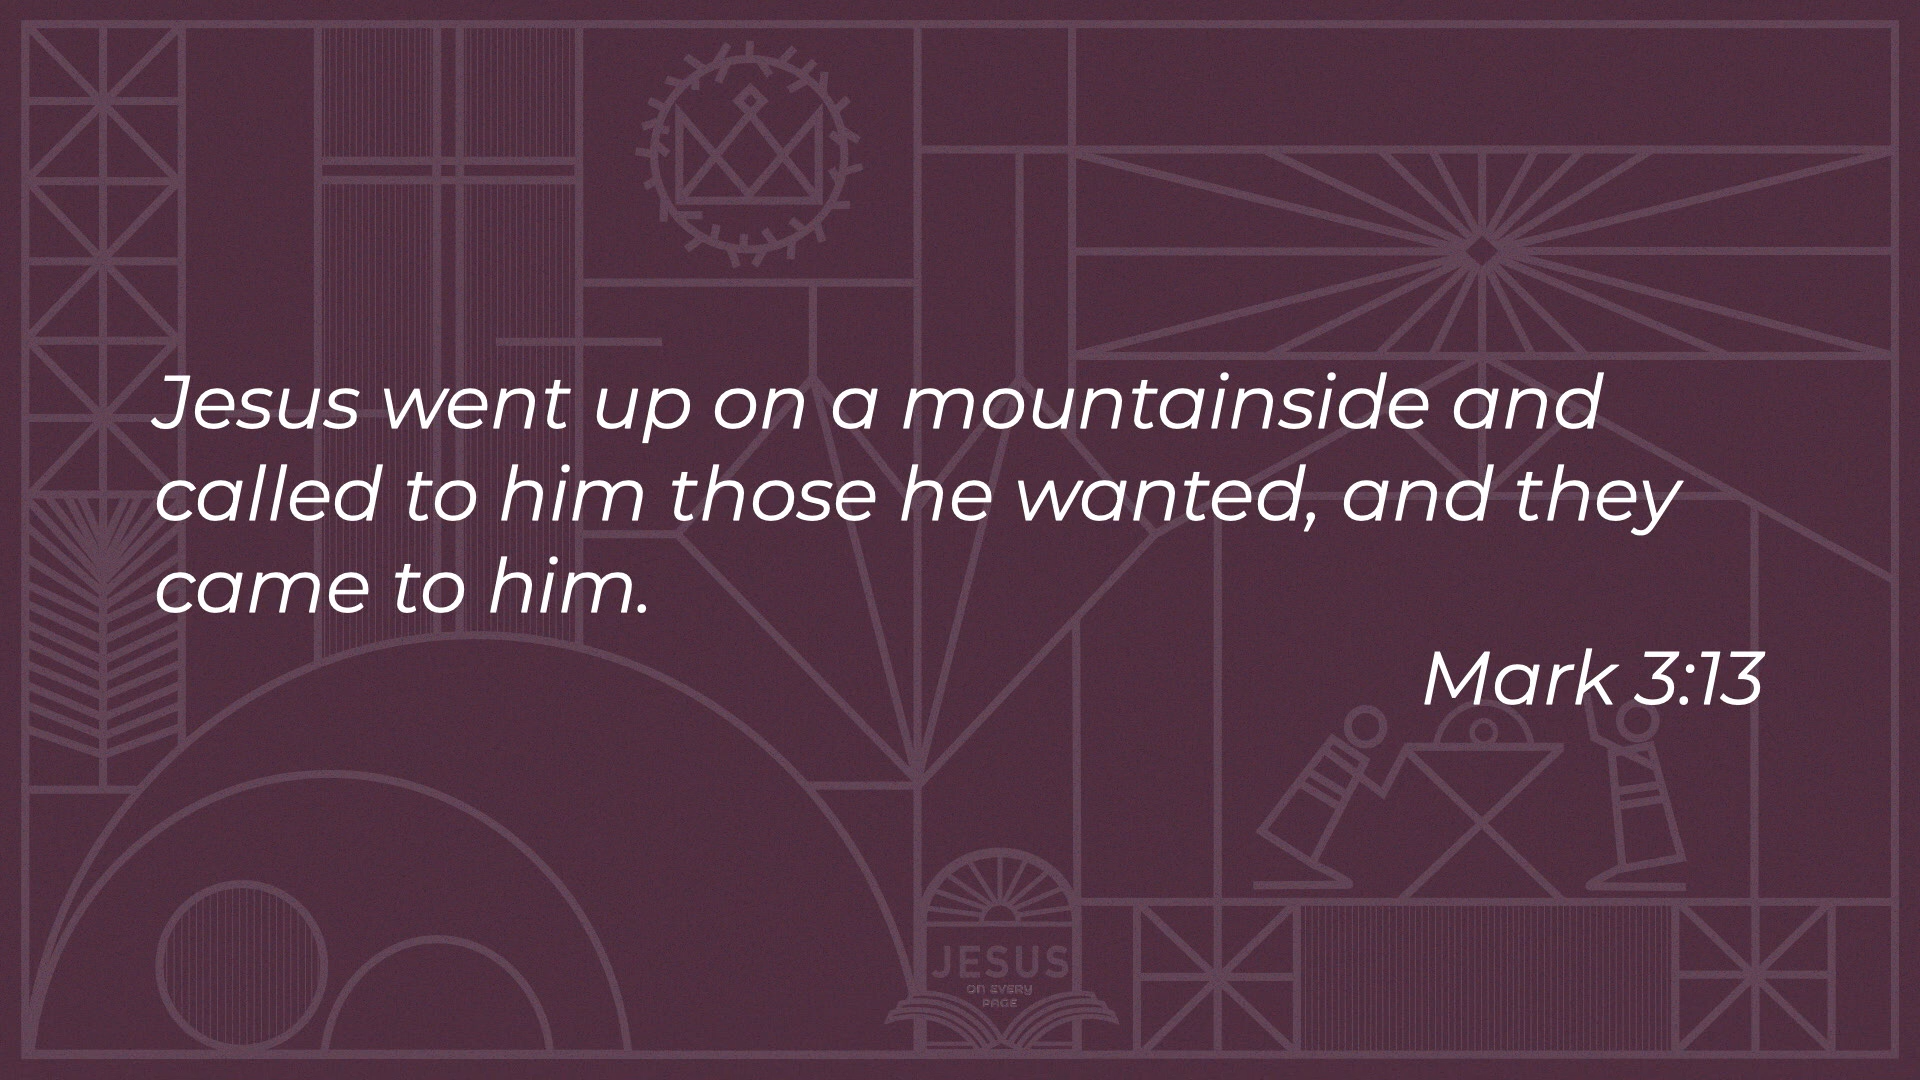 Jesus went up on a mountainside and
called to him those he wanted, and they
came to him.
Mark 3:13
JESUS
ON EVERY
PAGE